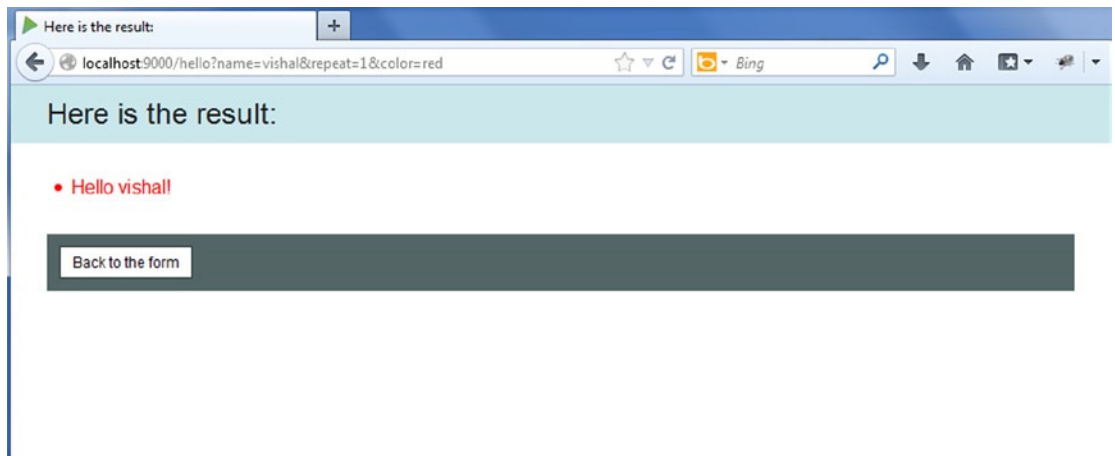 Here is the result:
localhost:9000/hello?name=vishal&repeat=1&color=red
Bing
Here is the result:
Hello vishal!
Back to the form